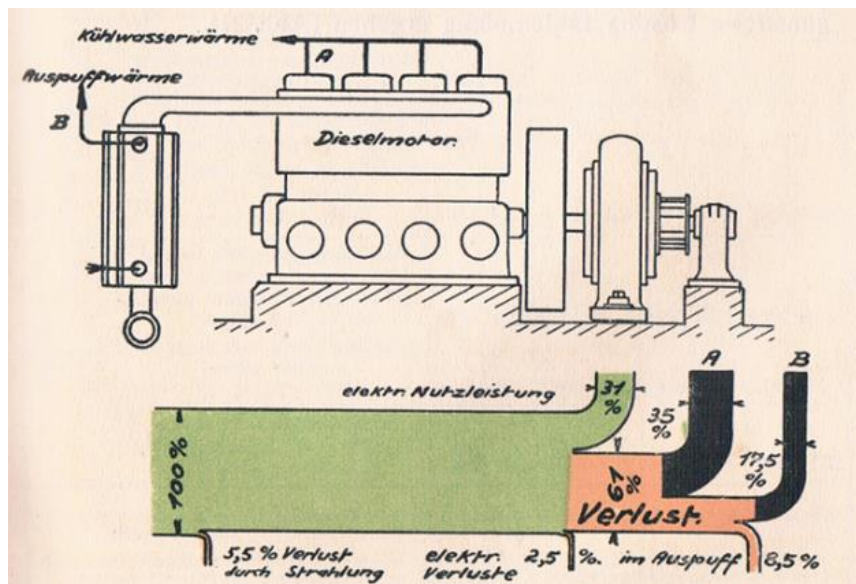 Kühlwasserwärme
A
Auspuffwärme
B
Dieselmotor.
elektr. Nutzleistung
31
%
A
B
35
%
17,5
%
100%
61
%
Verlust.
5,5 % Verlust
durch Strahlung
elektr. 2,5 %.
Verluste
im Auspuff 8,5%